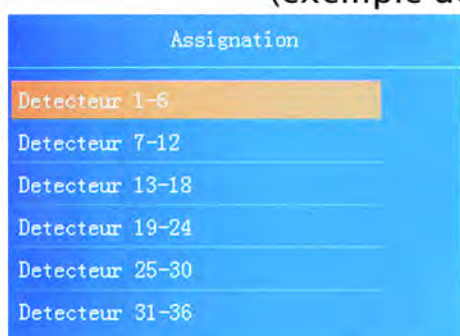 (exemple
Assignation
Detecteur 1-6
Detecteur 7-12
Detecteur 13-18
Detecteur 19-24
Detecteur 25-30
Detecteur 31-36